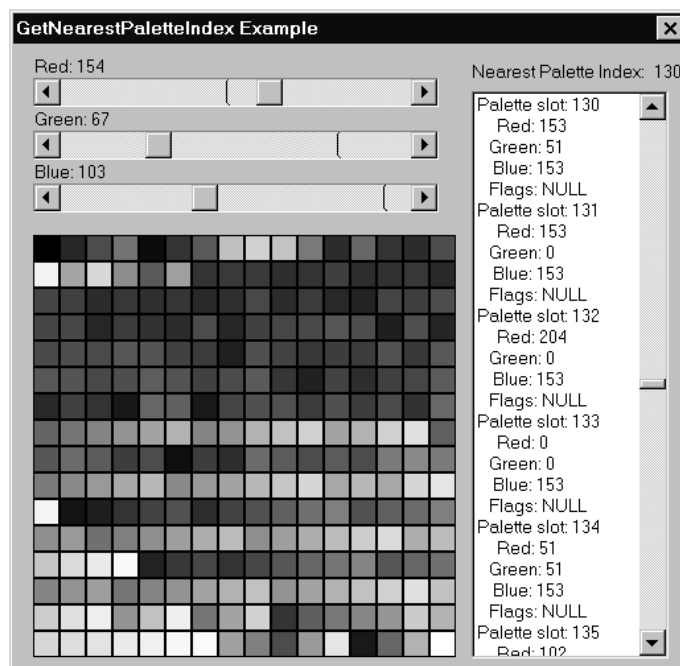 GetNearestPaletteIndex Example
Red: 154
Green: 67
Blue: 103
Nearest Palette Index: 130
Palette slot: 130
Red: 153
Green: 51
Blue: 153
Flags: NULL
Palette slot: 131
Red: 153
Green: 0
Blue: 153
Flags: NULL
Palette slot: 132
Red: 204
Green: 0
Blue: 153
Flags: NULL
Palette slot: 133
Red: 0
Green: 0
Blue: 153
Flags: NULL
Palette slot: 134
Red: 51
Green: 51
Blue: 153
Flags: NULL
Palette slot: 135
Red: 102